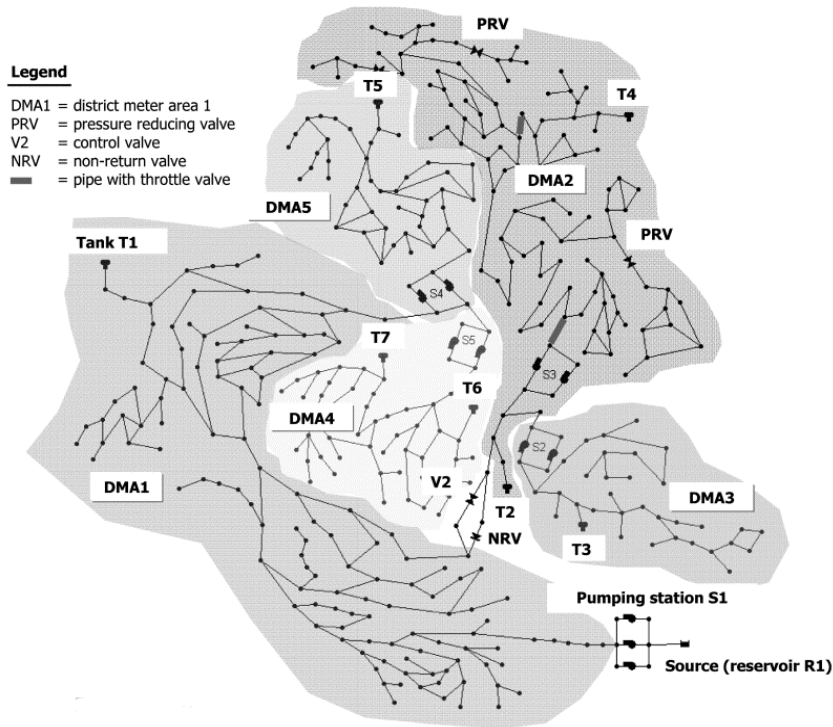 PRV
Legend
DMA1 = district meter area 1
PRV = pressure reducing valve
V2 = control valve
NRV = non-return valve
= pipe with throttle valve
T5
T4
DMA2
DMA5
Tank T1
PRV
S4
T7
S5
S3
T6
DMA4
S2
V2
DMA1
DMA3
T2
NRV
T3
Pumping station S1
Source (reservoir R1)